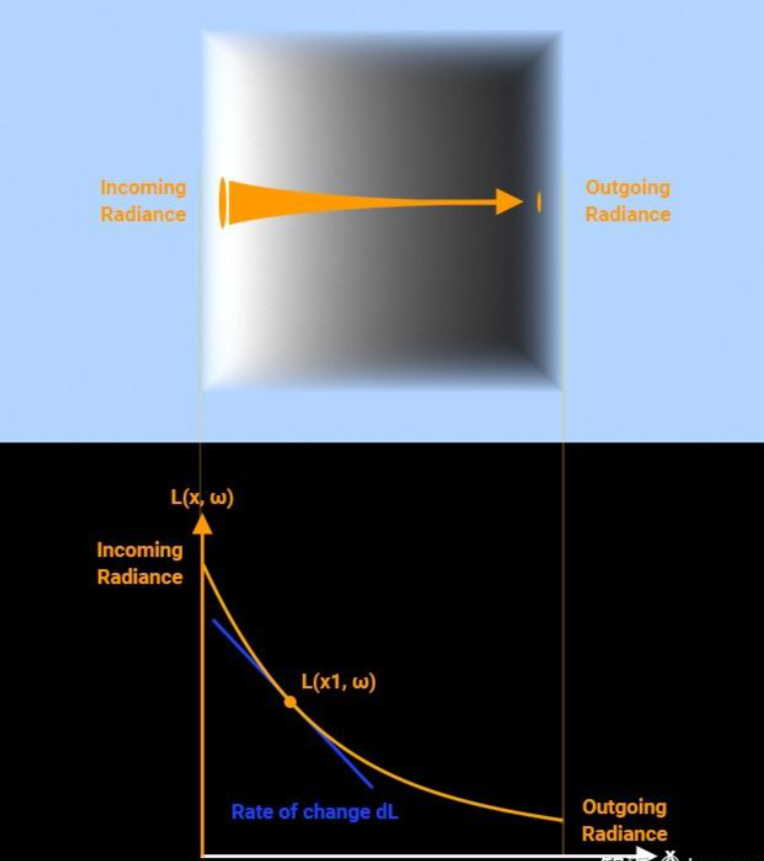 Incoming
Radiance
Outgoing
Radiance
L(x, ω)
Incoming
Radiance
L(x1, ω)
Rate of change dL
Outgoing
Radiance
x